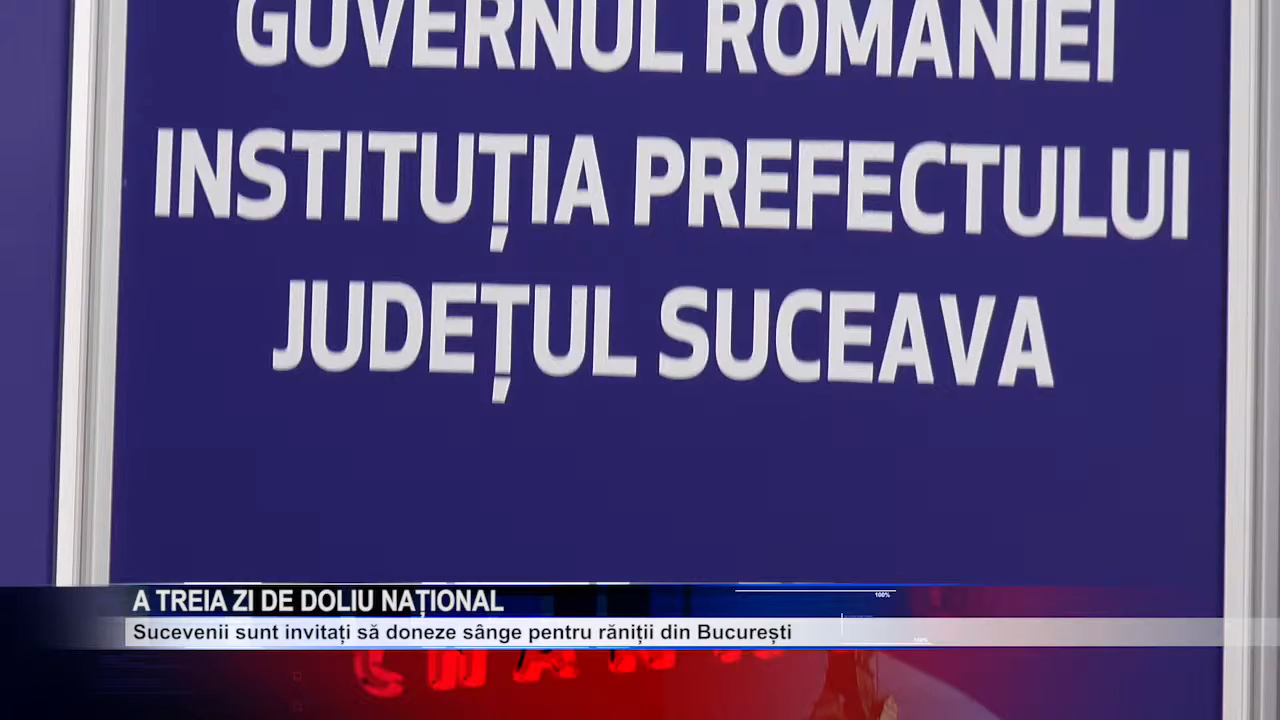 GUVERNUL ROMÂNIEI
INSTITUȚIA PREFECTULUI
JUDEȚUL SUCEAVA
A TREIA ZI DE DOLIU NAȚIONAL
100%
Sucevenii sunt invitați să doneze sânge pentru răniții din București